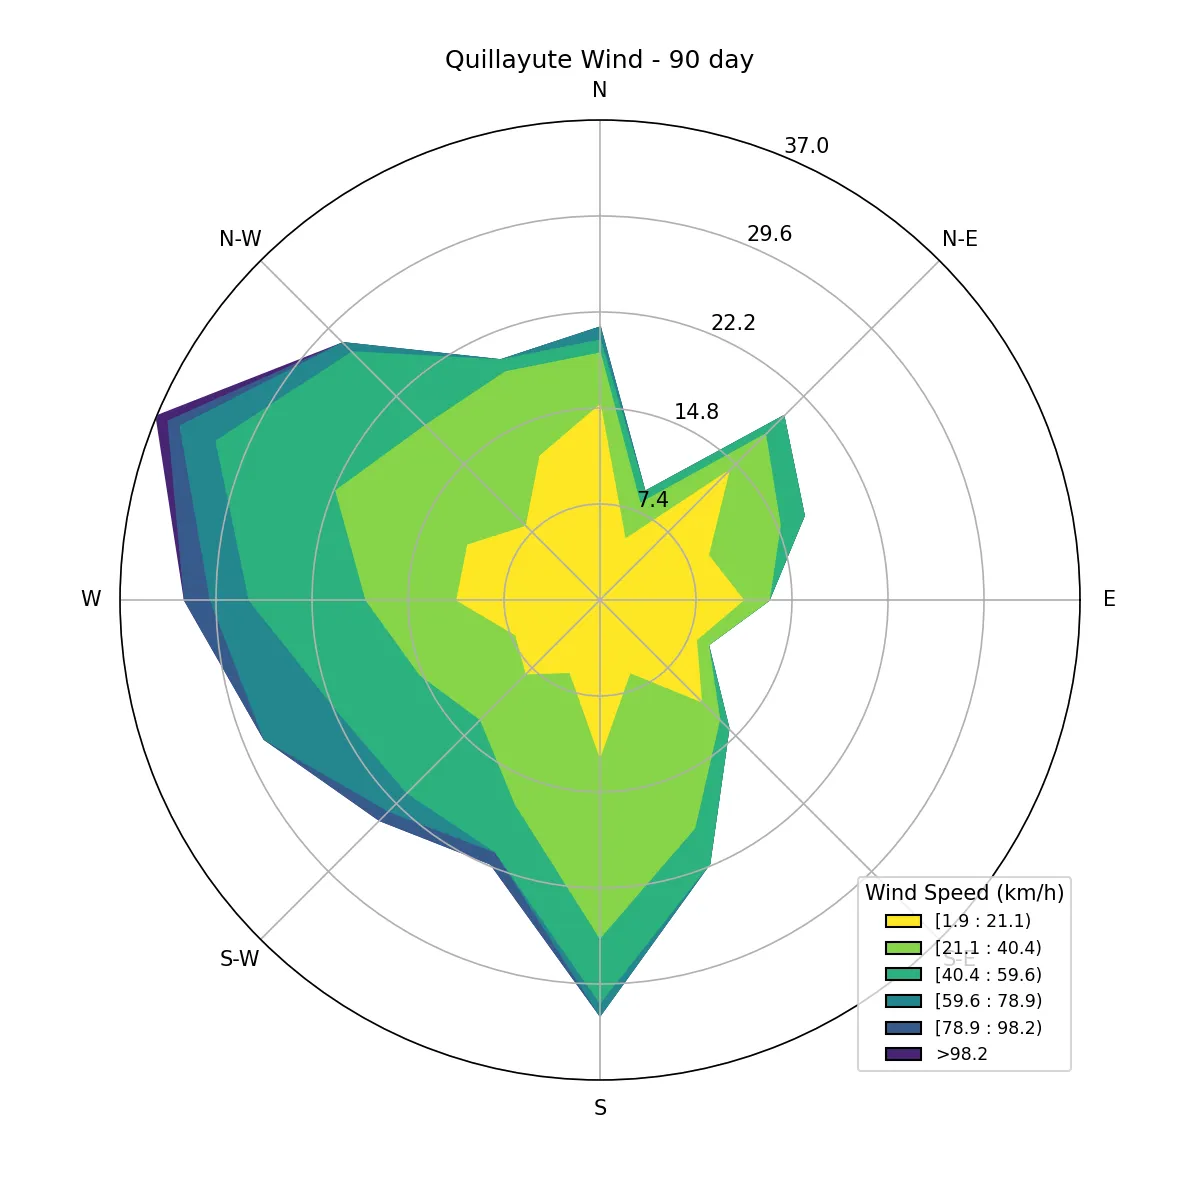 Quillayute Wind - 90 day
N
37.0
N-W
29.6
N-E
22.2
14.8
7.4
W
E
S-W
S-E
S
Wind Speed (km/h)
[1.9 : 21.1)
[21.1 : 40.4)
[40.4 : 59.6)
[59.6 : 78.9)
[78.9 : 98.2)
>98.2